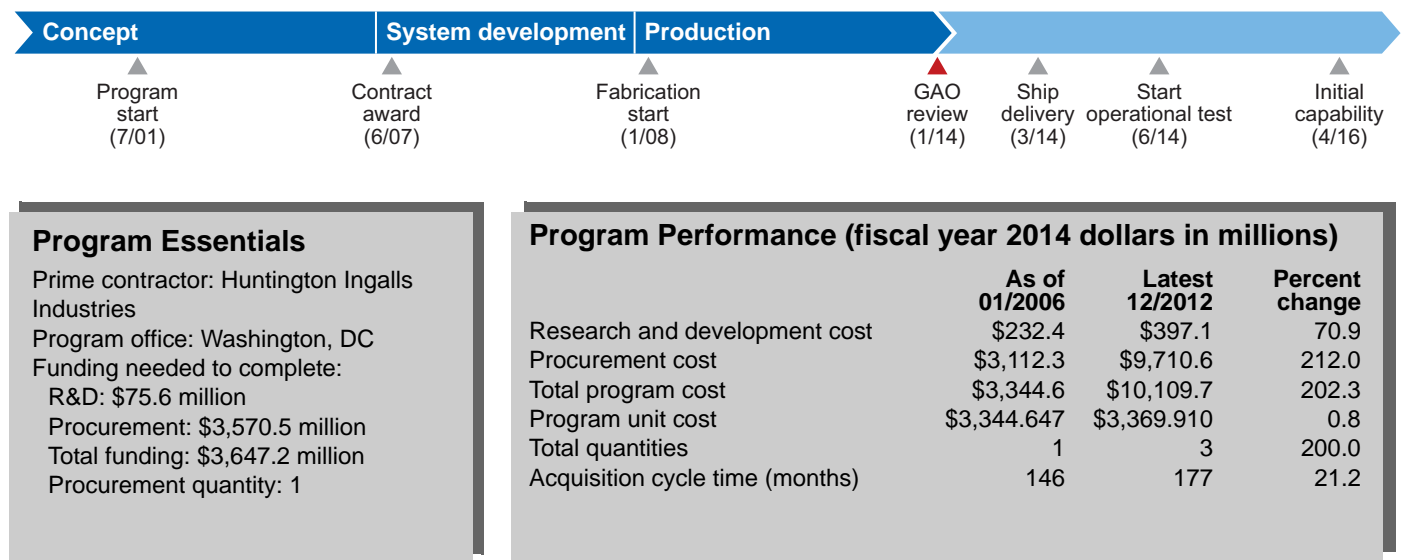 Concept System development Production
Program start (7/01)
Contract award (6/07)
Fabrication start (1/08)
GAO review (1/14)
Ship delivery (3/14)
Start operational test (6/14)
Initial capability (4/16)
Program Essentials
Prime contractor: Huntington Ingalls
Industries
Program office: Washington, DC
Funding needed to complete:
R&D: $75.6 million
Procurement: $3,570.5 million
Total funding: $3,647.2 million
Procurement quantity: 1
Program Performance (fiscal year 2014 dollars in millions)
As of 01/2006 Latest 12/2012 Percent change
Research and development cost $232.4 $397.1 70.9
Procurement cost $3,112.3 $9,710.6 212.0
Total program cost $3,344.6 $10,109.7 202.3
Program unit cost $3,344.647 $3,369.910 0.8
Total quantities 1 3 200.0
Acquisition cycle time (months) 146 177 21.2